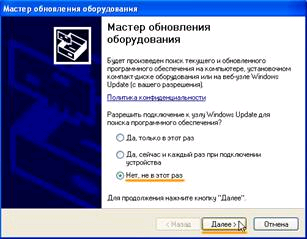 Мастер обновления оборудования
Мастер обновления
оборудования
Будет произведен поиск текущего и обновленного
программного обеспечения на компьютере, установочном
компакт-диске оборудования или на веб-узле Windows
Update (с вашего разрешения).
Политика конфиденциальности
Разрешить подключение к узлу Windows Update для
поиска программного обеспечения?
Да, только в этот раз
Да, сейчас и каждый раз при подключении
устройства
Нет, не в этот раз
Для продолжения нажмите кнопку "Далее".
< Назад
Далее >
Отмена